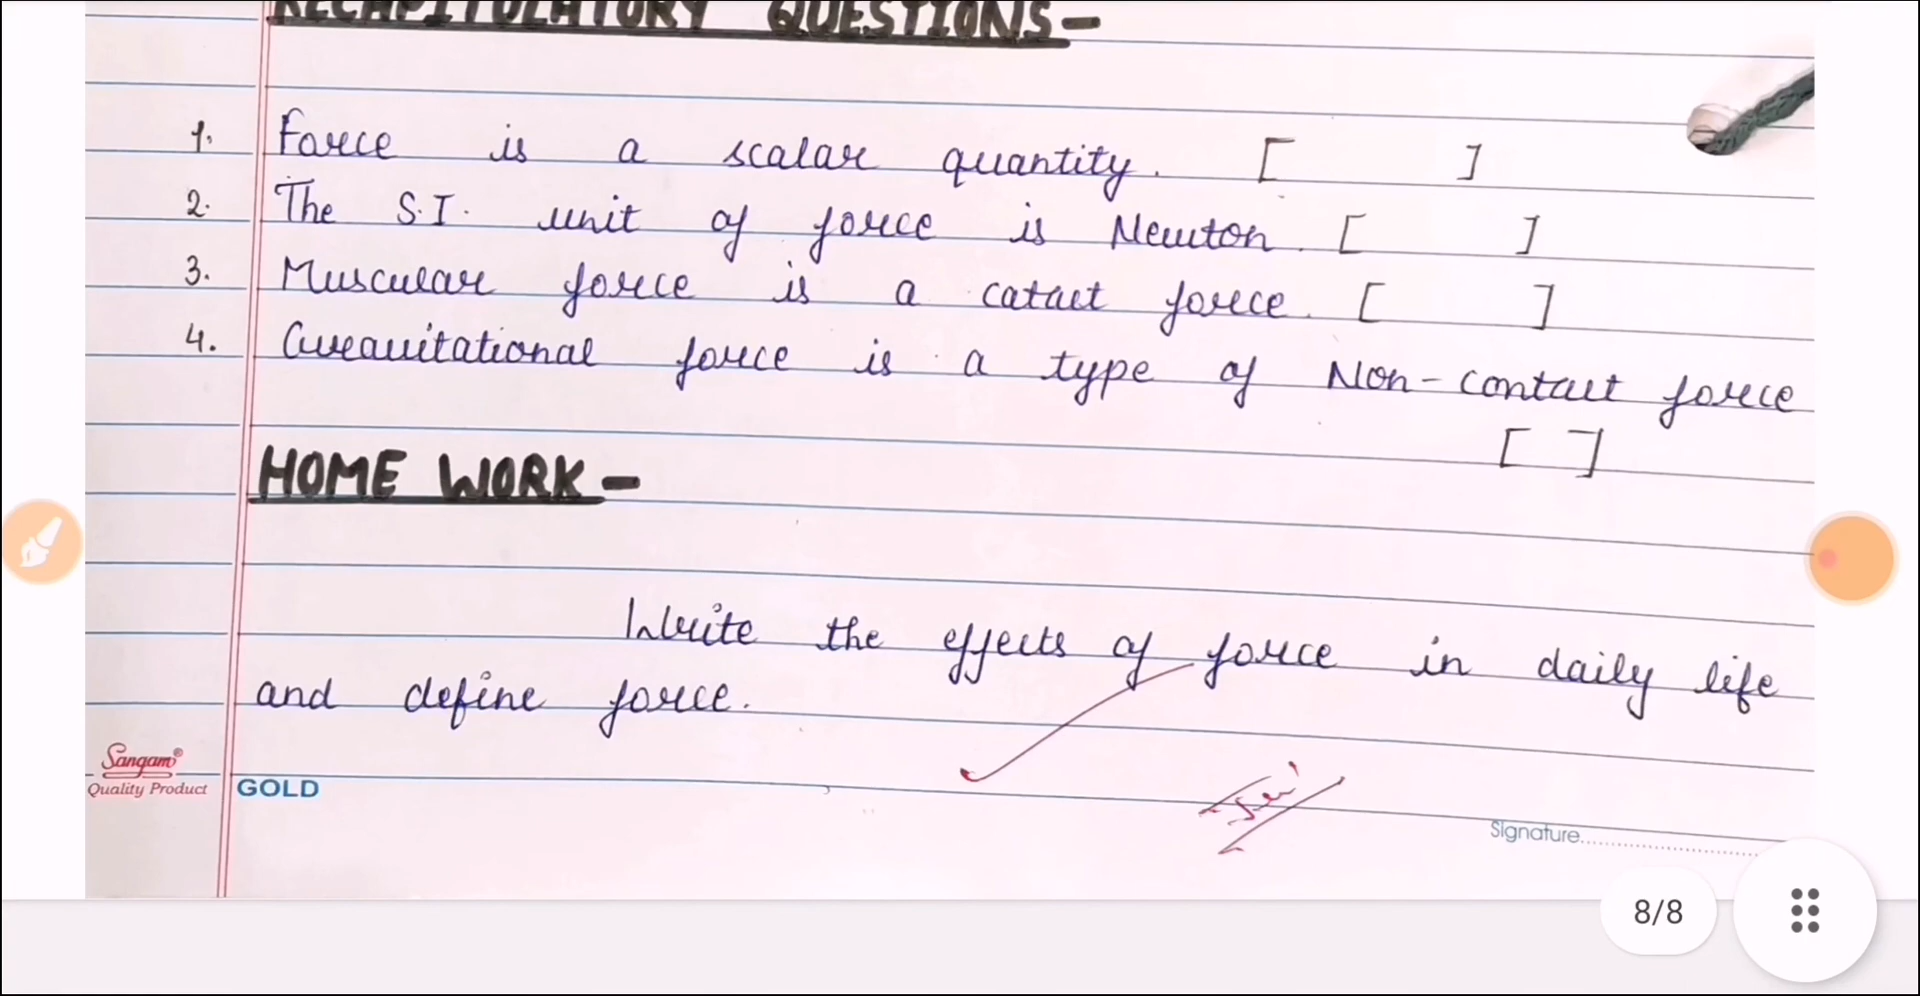 RECAPITULATORY QUESTIONS-
1. Force is a scalar quantity. [ ]
2. The S.I. unit of force is Newton. [ ]
3. Muscular force is a catact force. [ ]
4. Gravitational force is a type of Non-contact force
[ ]
HOME WORK-
Write the effects of force in daily life
and define force.
Sangam®
Quality Product GOLD
Signature..............................
8/8